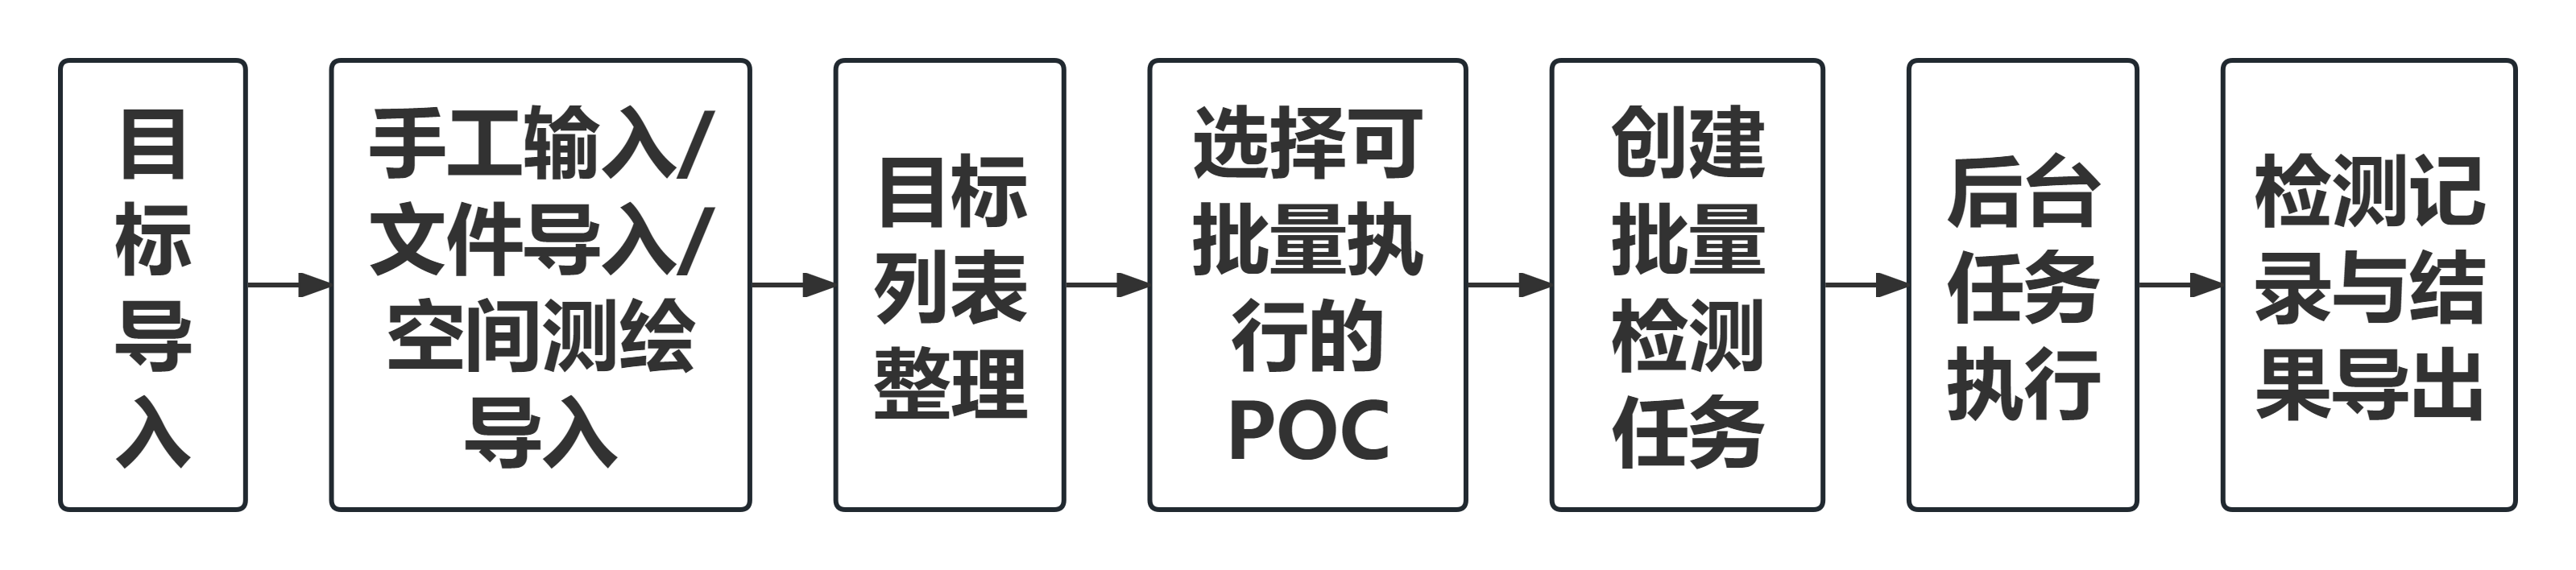 目
标
导
入
手工输入/
文件导入/
空间测绘
导入
目标
列表
整理
选择可
批量执
行的
POC
创建
批量
检测
任务
后台
任务
执行
检测记
录与结
果导出